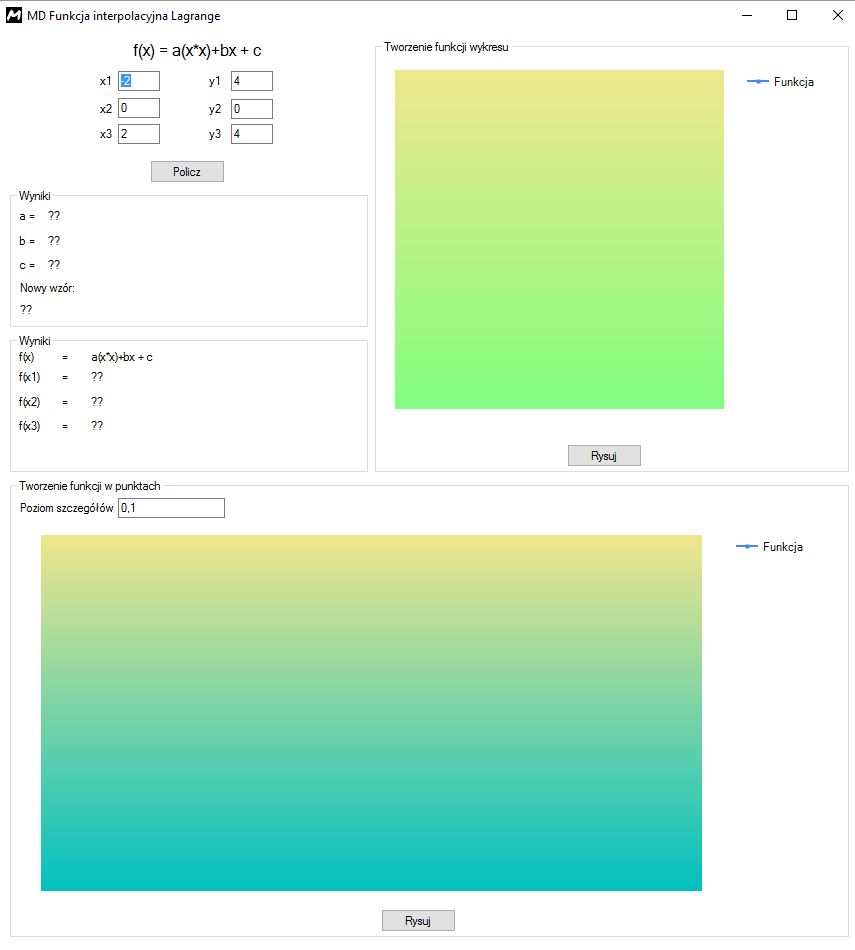 MD Funkcja interpolacyjna Lagrange
f(x) = a(x*x)+bx + c
x1 -2 y1 4
x2 0 y2 0
x3 2 y3 4
Policz
Wyniki
a = ??
b = ??
c = ??
Nowy wzór:
??
Wyniki
f(x) = a(x*x)+bx + c
f(x1) = ??
f(x2) = ??
f(x3) = ??
Tworzenie funkcji wykresu
Funkcja
Rysuj
Tworzenie funkcji w punktach
Poziom szczegółów 0,1
Funkcja
Rysuj